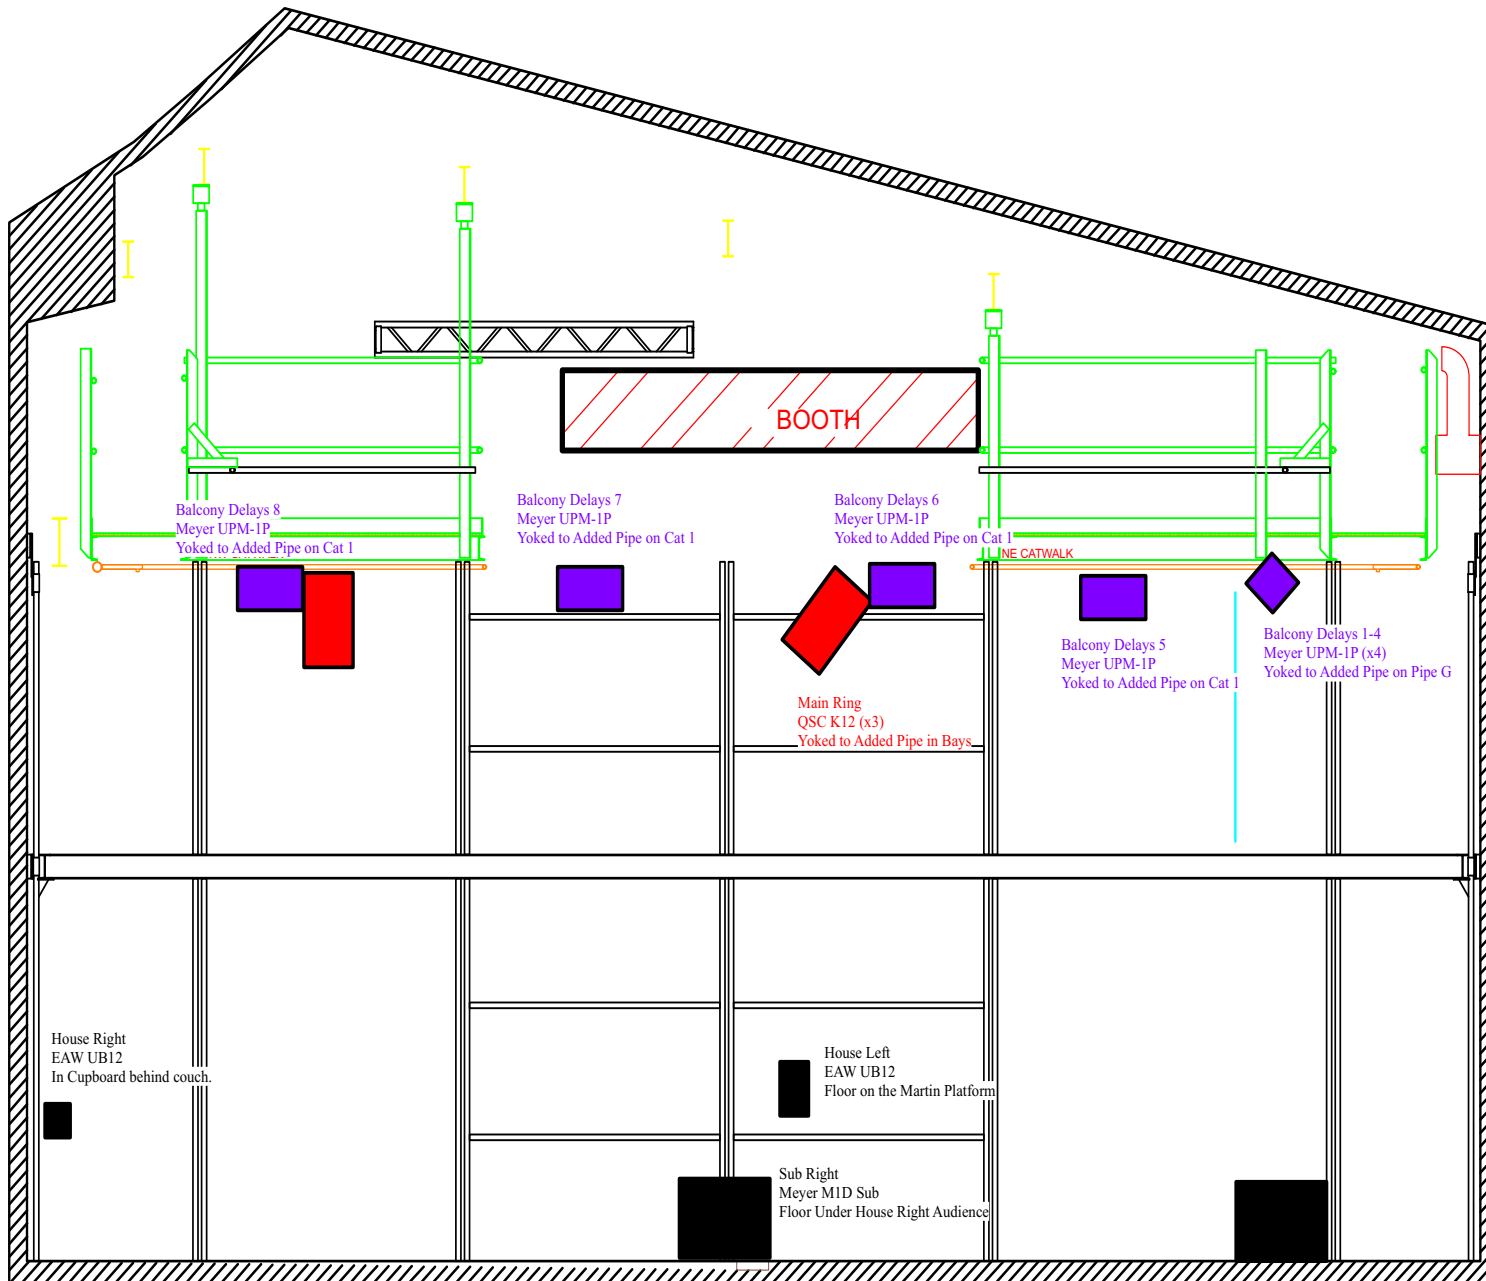 BOOTH
Balcony Delays 8
Meyer UPM-1P
Yoked to Added Pipe on Cat 1
Balcony Delays 7
Meyer UPM-1P
Yoked to Added Pipe on Cat 1
Balcony Delays 6
Meyer UPM-1P
Yoked to Added Pipe on Cat 1
NE CATWALK
Balcony Delays 5
Meyer UPM-1P
Yoked to Added Pipe on Cat 1
Balcony Delays 1-4
Meyer UPM-1P (x4)
Yoked to Added Pipe on Pipe G
Main Ring
QSC K12 (x3)
Yoked to Added Pipe in Bays
House Right
EAW UB12
In Cupboard behind couch.
House Left
EAW UB12
Floor on the Martin Platform
Sub Right
Meyer M1D Sub
Floor Under House Right Audience